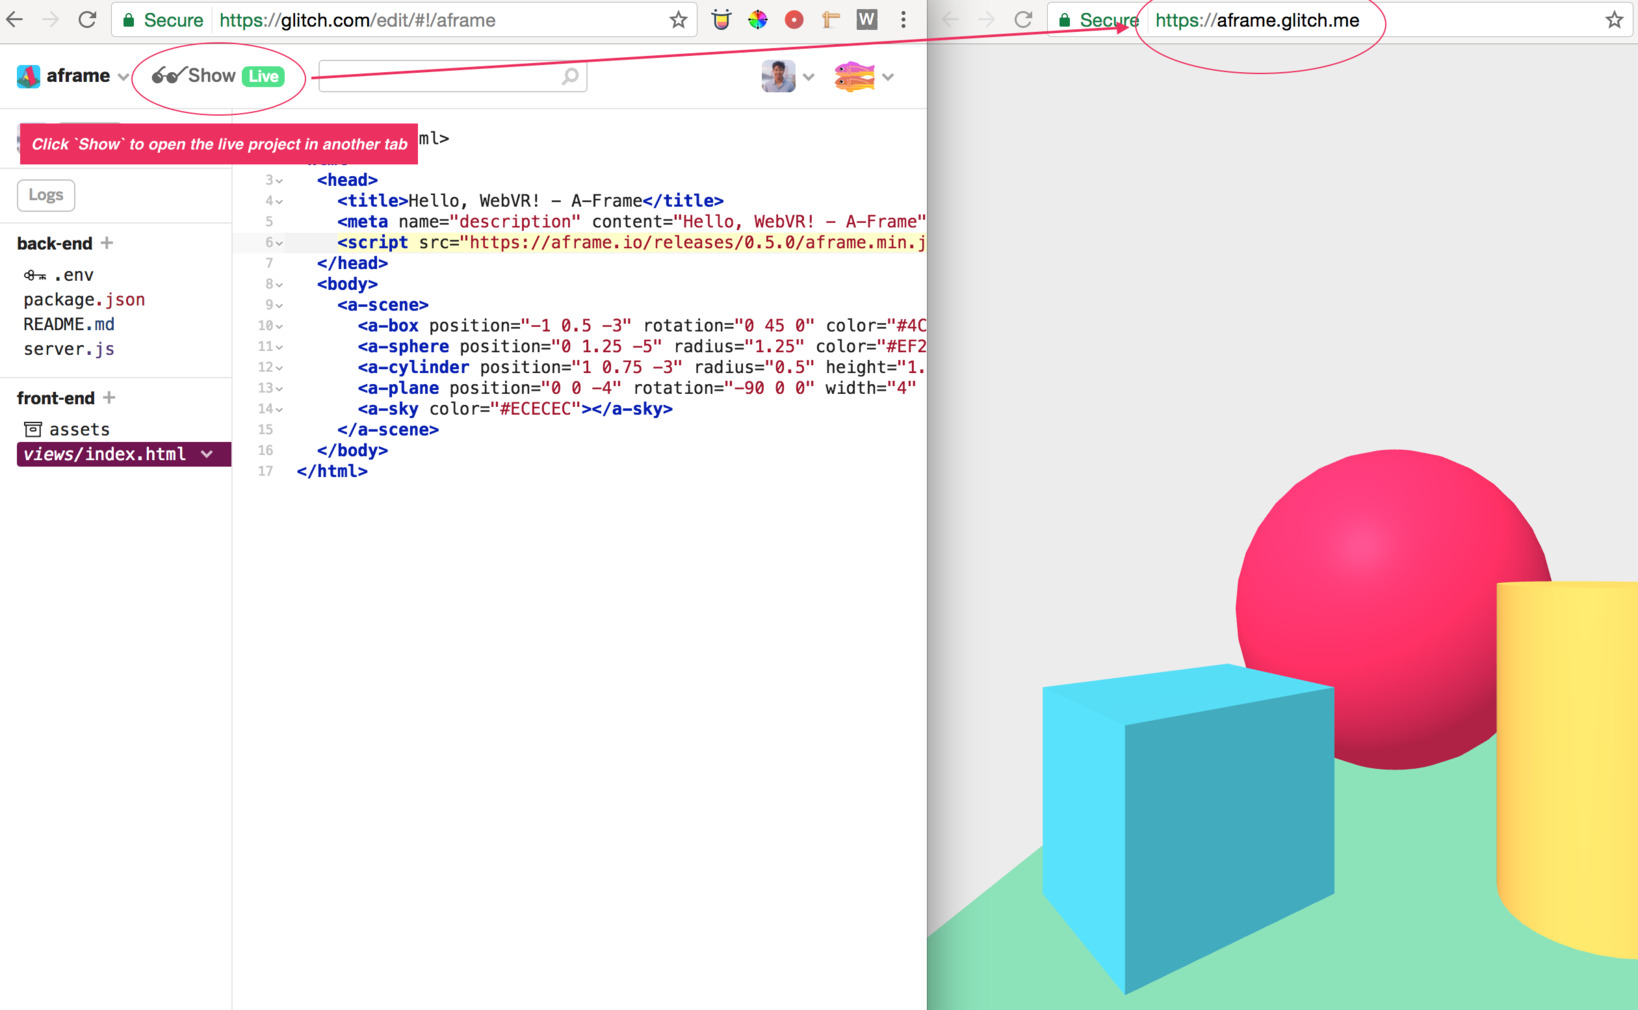 Secure https://glitch.com/edit/#!/aframe W
Secure https://aframe.glitch.me
aframe Show Live
Click `Show` to open the live project in another tab
ml>
Logs
back-end +
.env
package.json
README.md
server.js
front-end +
assets
views/index.html
3 <head>
4 <title>Hello, WebVR! - A-Frame</title>
5 <meta name="description" content="Hello, WebVR! - A-Frame"
6 <script src="https://aframe.io/releases/0.5.0/aframe.min.j
7 </head>
8 <body>
9 <a-scene>
10 <a-box position="-1 0.5 -3" rotation="0 45 0" color="#4C
11 <a-sphere position="0 1.25 -5" radius="1.25" color="#EF2
12 <a-cylinder position="1 0.75 -3" radius="0.5" height="1.
13 <a-plane position="0 0 -4" rotation="-90 0 0" width="4"
14 <a-sky color="#ECECEC"></a-sky>
15 </a-scene>
16 </body>
17 </html>